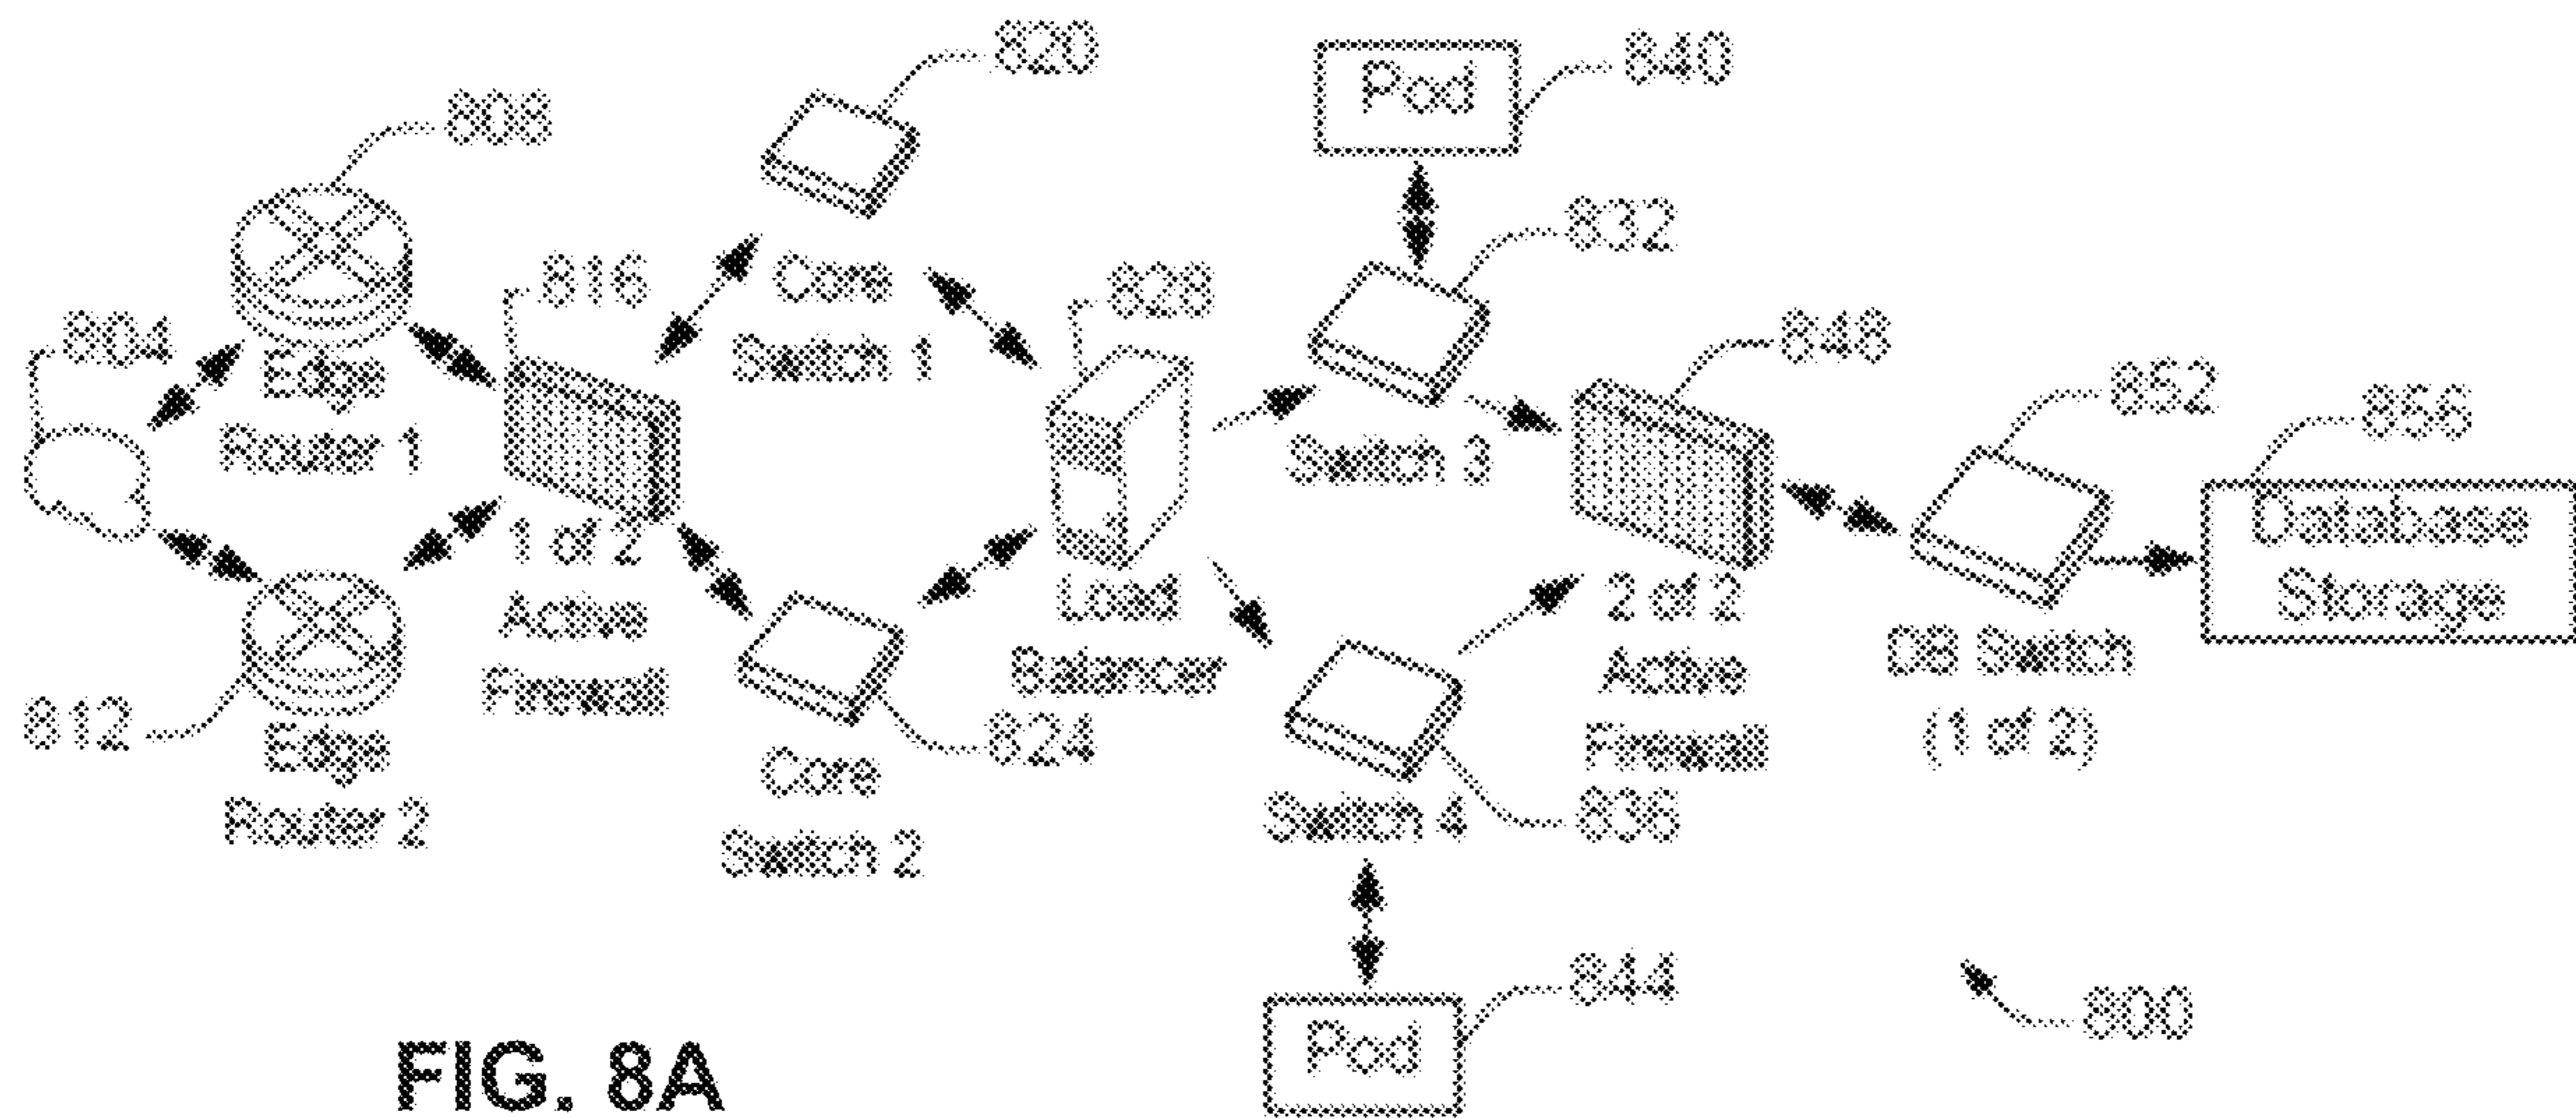 820
Pod
840
808
832
816
Core
Switch 1
828
804
Edge
Router 1
848
852
856
Switch 3
Database
Storage
1 of 2
Active
Firewall
Load
Balancer
2 of 2
Active
Firewall
DB Switch
(1 of 2)
812
Edge
Router 2
824
Core
Switch 2
Switch 4
836
844
Pod
800
FIG. 8A